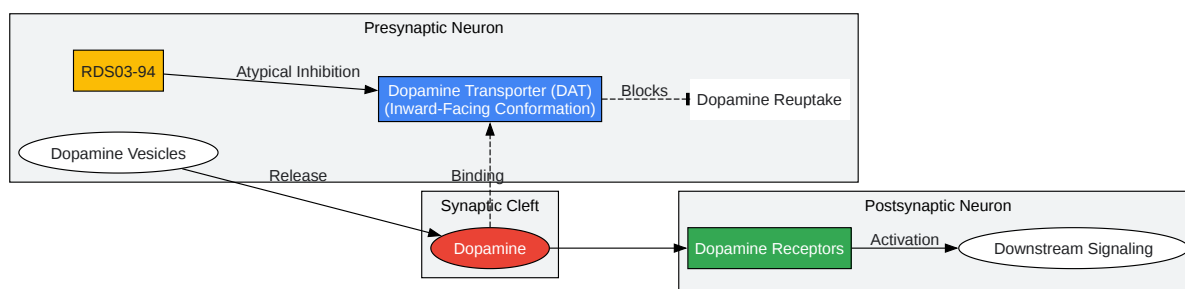 Presynaptic Neuron
RDS03-94
Atypical Inhibition
Dopamine Transporter (DAT)
(Inward-Facing Conformation)
Blocks
Dopamine Reuptake
Dopamine Vesicles
Release
Binding
Synaptic Cleft
Dopamine
Postsynaptic Neuron
Dopamine Receptors
Activation
Downstream Signaling